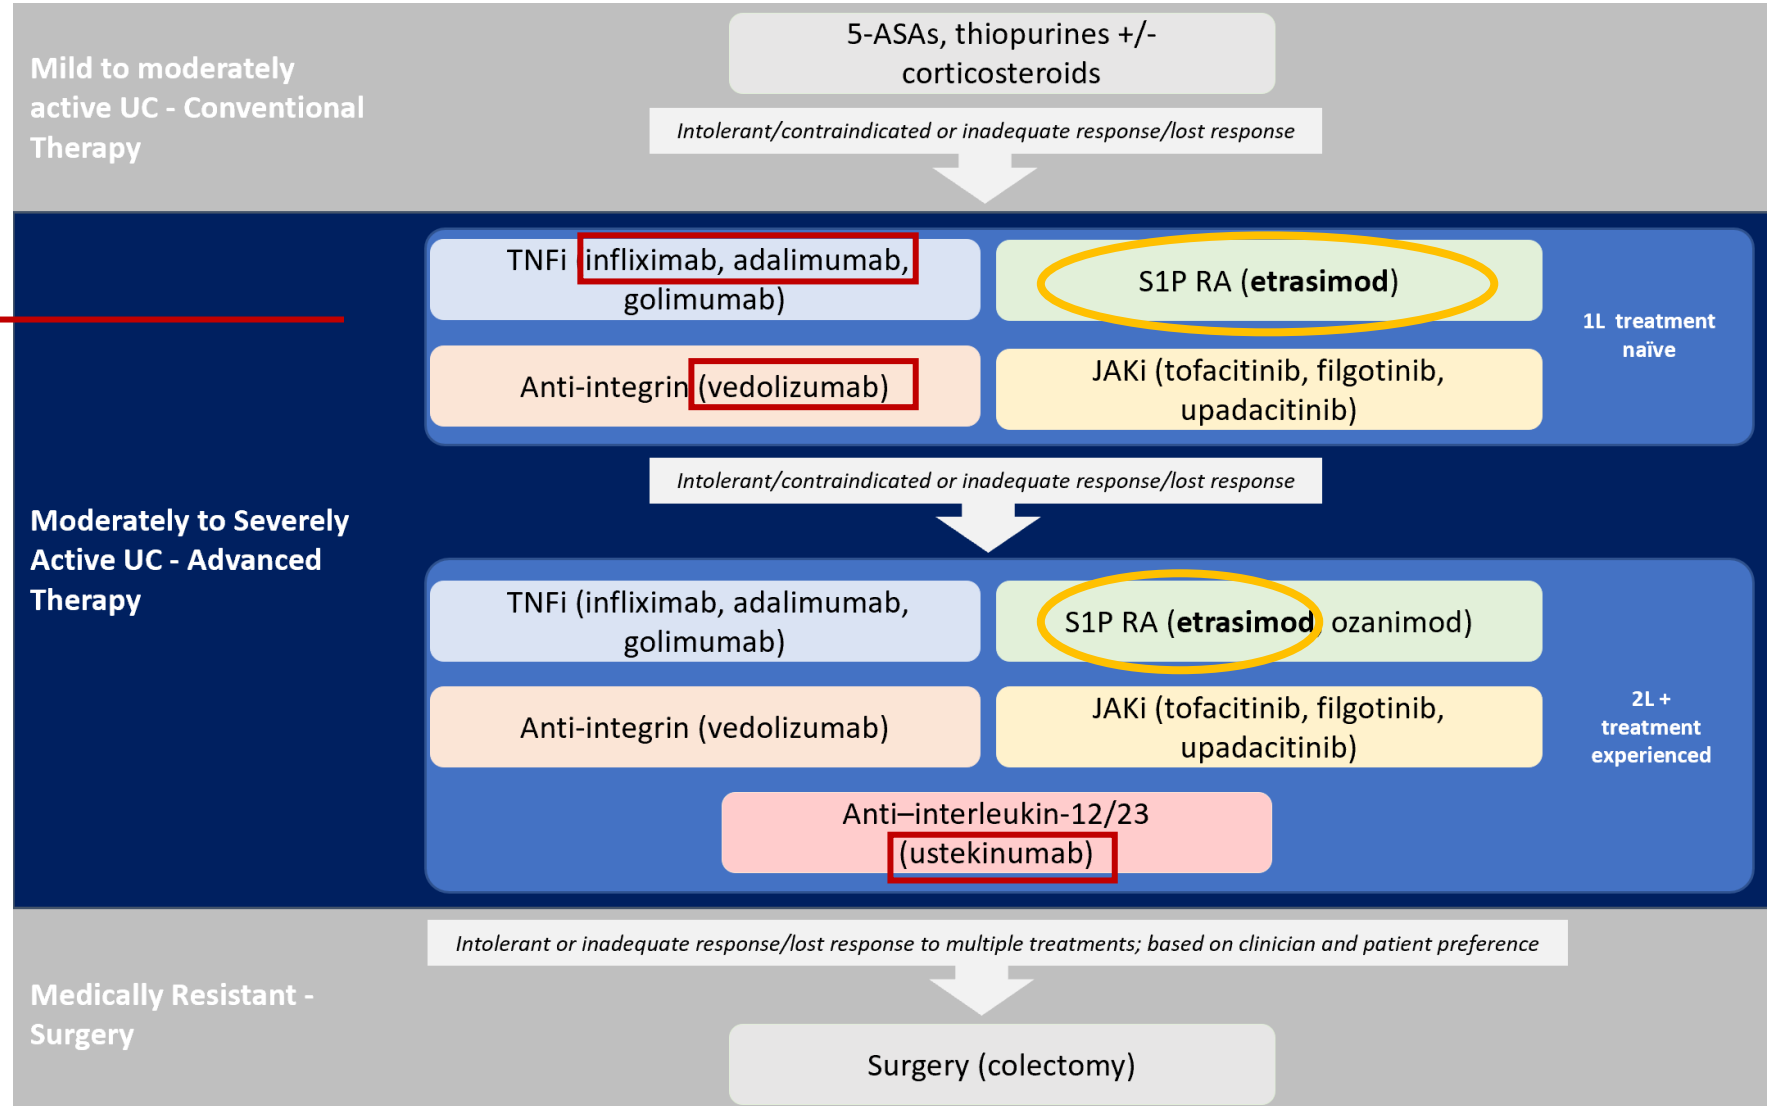 Mild to moderately
active UC - Conventional
Therapy
5-ASAs, thiopurines +/-
corticosteroids
Intolerant/contraindicated or inadequate response/lost response
TNFi (infliximab, adalimumab,
golimumab)
S1P RA (etrasimod)
1L treatment
naïve
Anti-integrin (vedolizumab)
JAKi (tofacitinib, filgotinib,
upadacitinib)
Intolerant/contraindicated or inadequate response/lost response
Moderately to Severely
Active UC - Advanced
Therapy
TNFi (infliximab, adalimumab,
golimumab)
S1P RA (etrasimod, ozanimod)
Anti-integrin (vedolizumab)
JAKi (tofacitinib, filgotinib,
upadacitinib)
2L +
treatment
experienced
Anti–interleukin-12/23
(ustekinumab)
Intolerant or inadequate response/lost response to multiple treatments; based on clinician and patient preference
Medically Resistant -
Surgery
Surgery (colectomy)